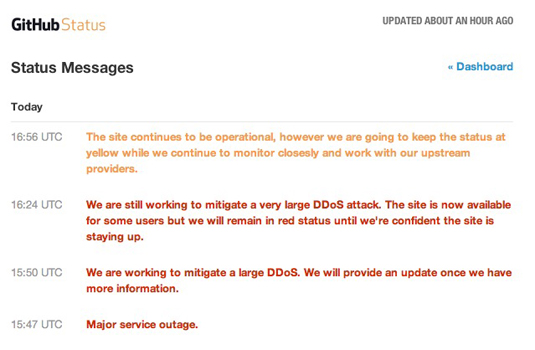 GitHub Status
UPDATED ABOUT AN HOUR AGO
Status Messages
« Dashboard
Today
16:56 UTC
The site continues to be operational, however we are going to keep the status at
yellow while we continue to monitor closesly and work with our upstream
providers.
16:24 UTC
We are still working to mitigate a very large DDoS attack. The site is now available
for some users but we will remain in red status until we're confident the site is
staying up.
15:50 UTC
We are working to mitigate a large DDoS. We will provide an update once we have
more information.
15:47 UTC
Major service outage.